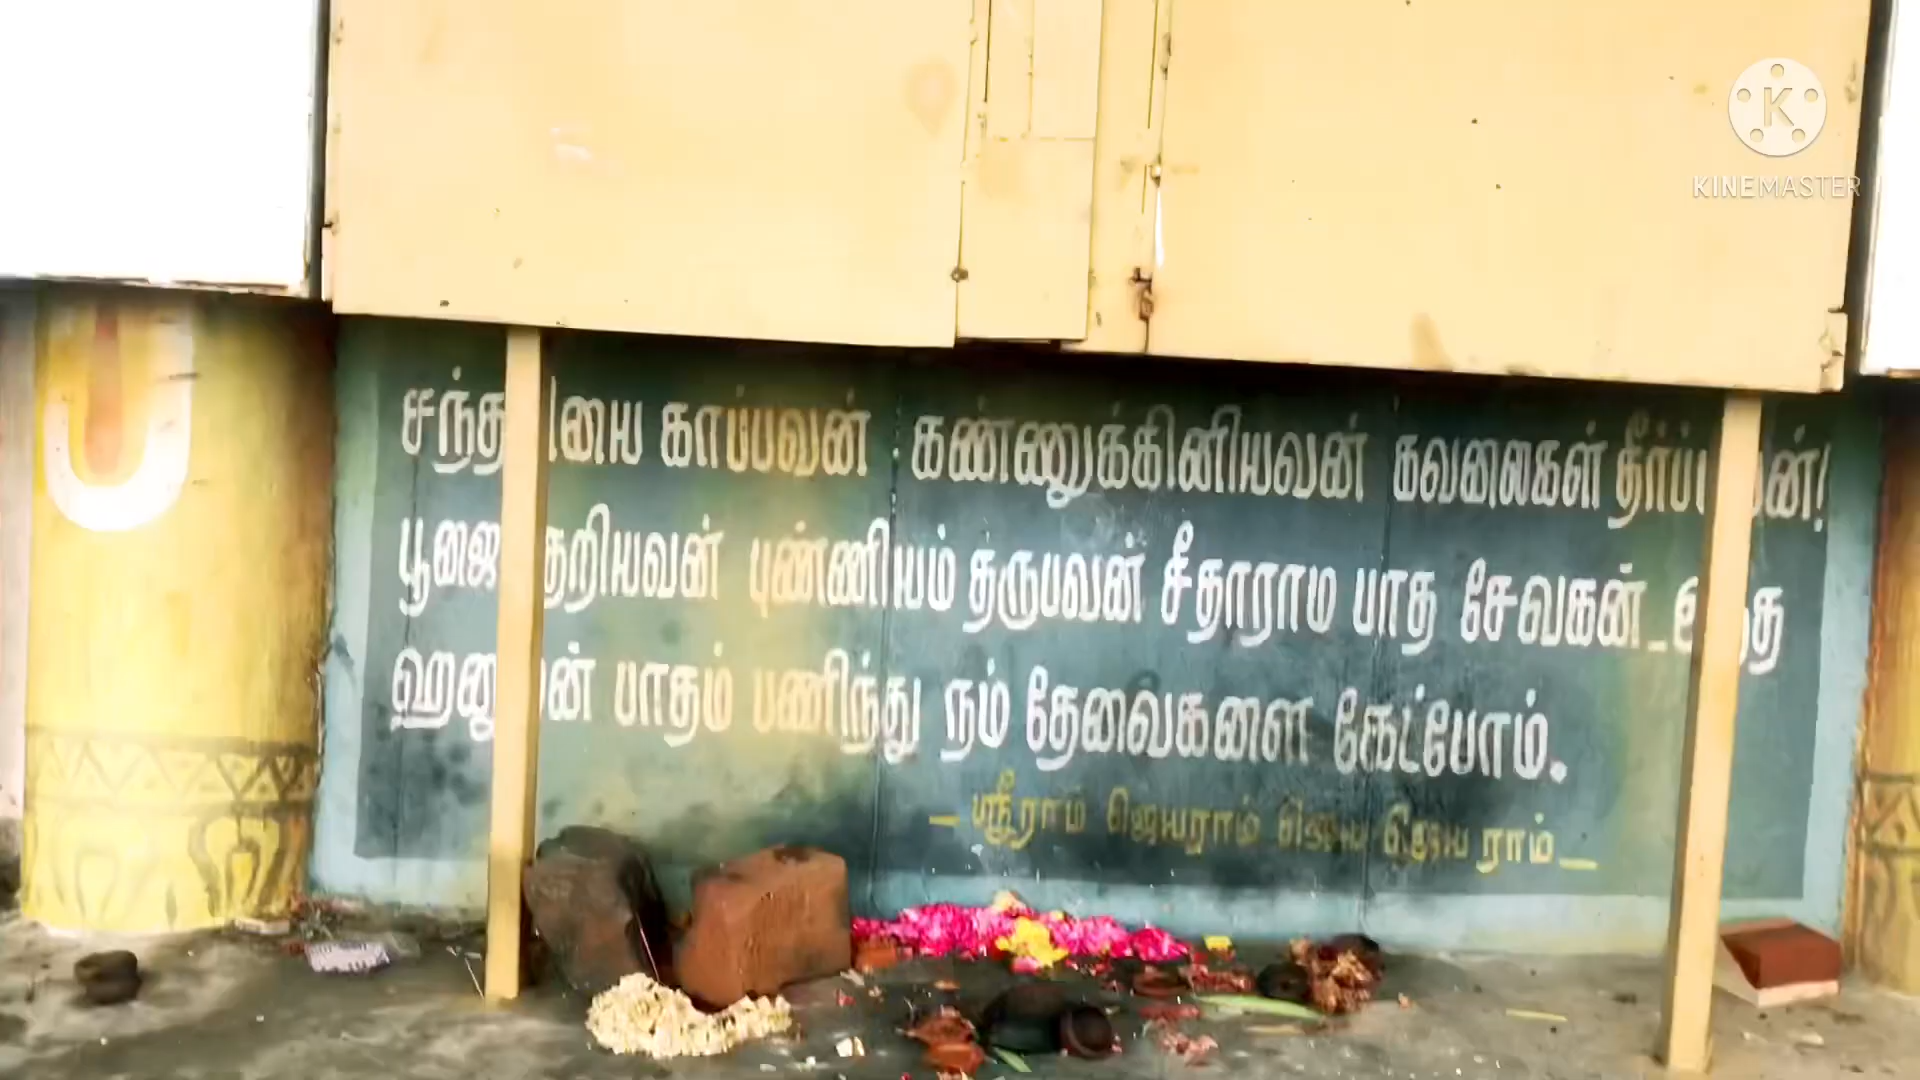 KINEMASTER
காப்பவன் கண்ணுக்கினியவன் கவலைகள்
புண்ணியம் தருபவன் சீதாராம பாத சேவகன்
பாதம் பணிந்து நம் தேவைகளை கேட்போம்.
ஸ்ரீராம் ஜெயராம் ஜெய ஜெய ராம்